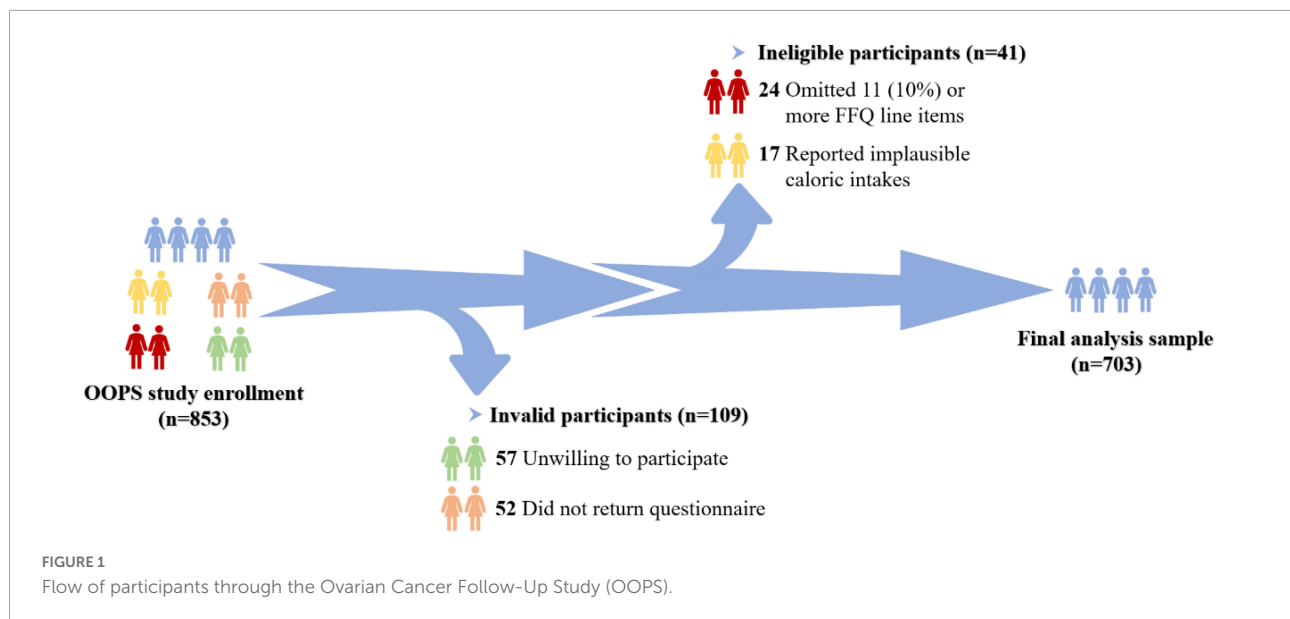 Ineligible participants (n=41)
24 Omitted 11 (10%) or
more FFQ line items
17 Reported implausible
caloric intakes
OOPS study enrollment
(n=853)
Final analysis sample
(n=703)
Invalid participants (n=109)
57 Unwilling to participate
52 Did not return questionnaire
FIGURE 1
Flow of participants through the Ovarian Cancer Follow-Up Study (OOPS).